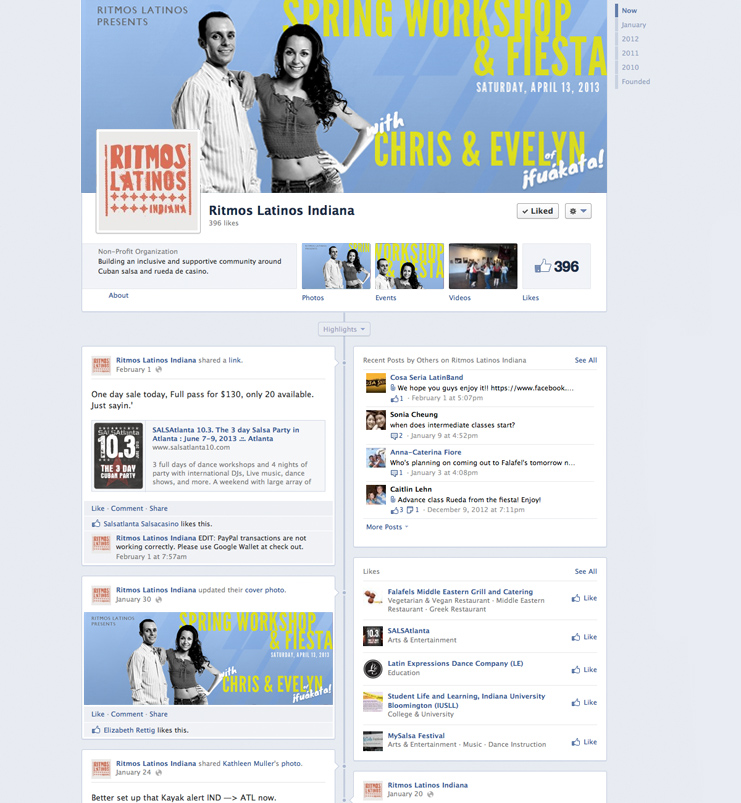 RITMOS LATINOS
PRESENTS
SPRING WORKSHOP
& FIESTA
SATURDAY, APRIL 13, 2013
with
CHRIS & EVELYN
of
¡fuákata!
RITMOS
LATINOS
INDIANA
Now
January
2012
2011
2010
Founded
Ritmos Latinos Indiana
396 likes
Liked
Non-Profit Organization
Building an inclusive and supportive community around
Cuban salsa and rueda de casino.
About
WORKSHOP
& FIESTA
396
Photos
Events
Videos
Likes
Highlights
Ritmos Latinos Indiana shared a link.
February 1
One day sale today, Full pass for $130, only 20 available.
Just sayin.'
10.3
THE 3 DAY
CUBAN PARTY
SALSAtlanta 10.3. The 3 day Salsa Party in
Atlanta : June 7-9, 2013 .::. Atlanta
www.salsatlanta10.com
3 full days of dance workshops and 4 nights of
party with international DJs, Live music, dance
shows, and more. A weekend with large array of
Like · Comment · Share
Salsatlanta Salsacasino likes this.
Ritmos Latinos Indiana EDIT: PayPal transactions are not
working correctly. Please use Google Wallet at check out.
February 1 at 7:57am
Ritmos Latinos Indiana updated their cover photo.
January 30
RITMOS LATINOS
PRESENTS
SPRING WORKSHOP
& FIESTA
SATURDAY, APRIL 13, 2013
with
CHRIS & EVELYN
of
¡fuákata!
Like · Comment · Share
Elizabeth Rettig likes this.
Ritmos Latinos Indiana shared Kathleen Muller's photo.
January 24
Better set up that Kayak alert IND —> ATL now.
Recent Posts by Others on Ritmos Latinos Indiana
See All
Cosa Seria LatinBand
We hope you guys enjoy it!! https://www.facebook....
1 · February 1 at 5:07pm
Sonia Cheung
when does intermediate classes start?
2 · January 9 at 4:52pm
Anna-Caterina Fiore
Who's planning on coming out to Falafel's tomorrow n...
1 · January 3 at 4:08pm
Caitlin Lehn
Advance class Rueda from the fiesta! Enjoy!
3 1 · December 9, 2012 at 7:11pm
More Posts
Likes
See All
Falafels Middle Eastern Grill and Catering
Vegetarian & Vegan Restaurant · Middle Eastern
Restaurant · Greek Restaurant
Like
10.3
SALSAtlanta
Arts & Entertainment
Like
Latin Expressions Dance Company (LE)
Education
Like
Student Life and Learning, Indiana University
Bloomington (IUSLL)
College & University
Like
MySalsa Festival
Arts & Entertainment · Music · Dance Instruction
Like
Ritmos Latinos Indiana
January 20